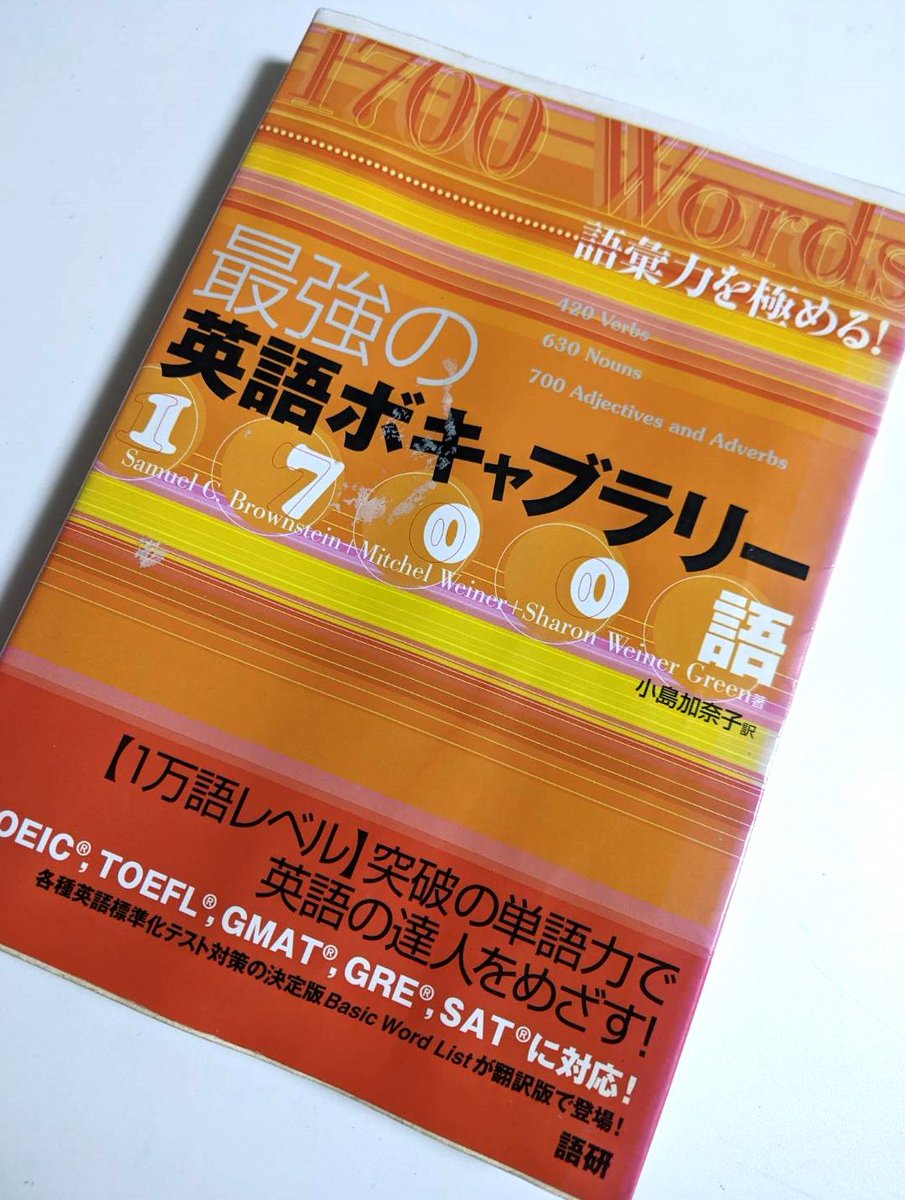 1700 Words
語彙力を極める!
420 Verbs
630 Nouns
700 Adjectives and Adverbs
最強の
英語ボキャブラリー
1700語
Samuel C. Brownstein+Mitchel Weiner+Sharon Weiner Green著
小島加奈子訳
【1万語レベル】突破の単語力で
英語の達人をめざす!
OEIC®,TOEFL®,GMAT®,GRE®,SAT®に対応!
各種英語標準化テスト対策の決定版Basic Word Listが翻訳版で登場!
語研